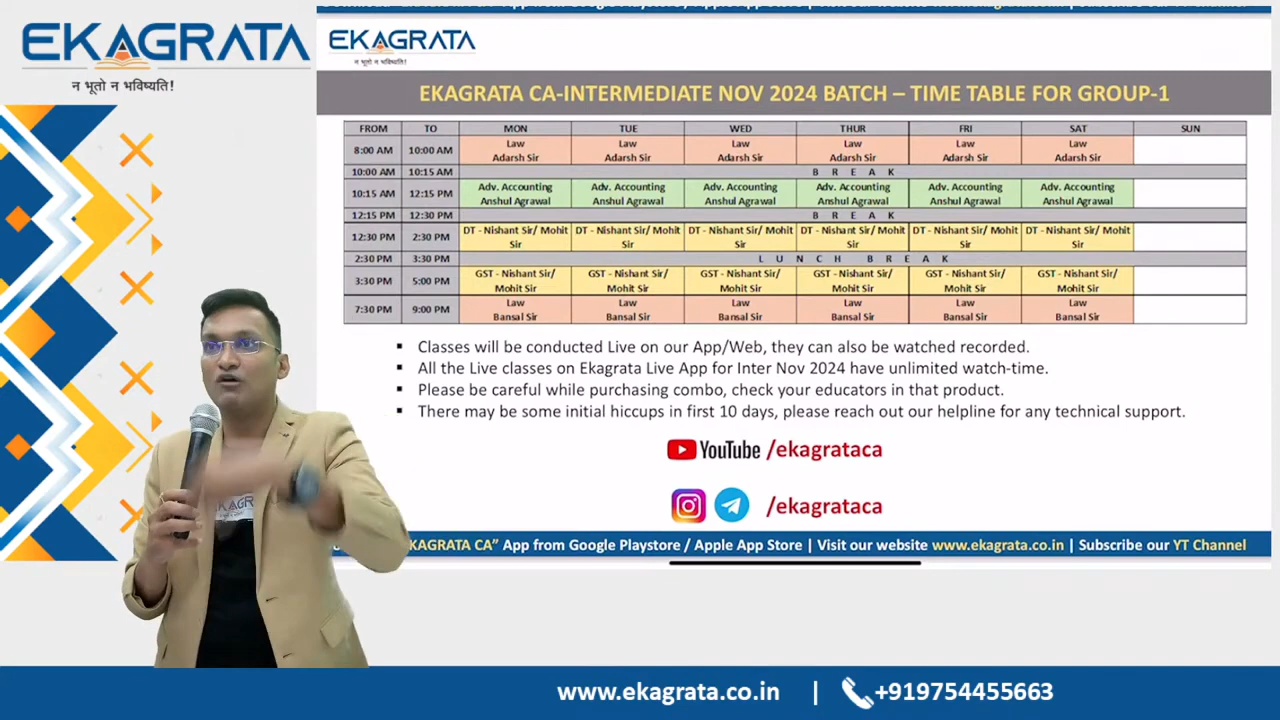 EKAGRATA
न भूतो न भविष्यति!
EKAGRATA
न भूतो न भविष्यति!
EKAGRATA CA-INTERMEDIATE NOV 2024 BATCH – TIME TABLE FOR GROUP-1
FROM TO MON TUE WED THUR FRI SAT SUN
8:00 AM 10:00 AM Law Adarsh Sir Law Adarsh Sir Law Adarsh Sir Law Adarsh Sir Law Adarsh Sir Law Adarsh Sir
10:00 AM 10:15 AM B R E A K
10:15 AM 12:15 PM Adv. Accounting Anshul Agrawal Adv. Accounting Anshul Agrawal Adv. Accounting Anshul Agrawal Adv. Accounting Anshul Agrawal Adv. Accounting Anshul Agrawal Adv. Accounting Anshul Agrawal
12:15 PM 12:30 PM B R E A K
12:30 PM 2:30 PM DT - Nishant Sir/ Mohit Sir DT - Nishant Sir/ Mohit Sir DT - Nishant Sir/ Mohit Sir DT - Nishant Sir/ Mohit Sir DT - Nishant Sir/ Mohit Sir DT - Nishant Sir/ Mohit Sir
2:30 PM 3:30 PM L U N C H B R E A K
3:30 PM 5:00 PM GST - Nishant Sir/ Mohit Sir GST - Nishant Sir/ Mohit Sir GST - Nishant Sir/ Mohit Sir GST - Nishant Sir/ Mohit Sir GST - Nishant Sir/ Mohit Sir GST - Nishant Sir/ Mohit Sir
7:30 PM 9:00 PM Law Bansal Sir Law Bansal Sir Law Bansal Sir Law Bansal Sir Law Bansal Sir Law Bansal Sir
▪ Classes will be conducted Live on our App/Web, they can also be watched recorded.
▪ All the Live classes on Ekagrata Live App for Inter Nov 2024 have unlimited watch-time.
▪ Please be careful while purchasing combo, check your educators in that product.
▪ There may be some initial hiccups in first 10 days, please reach out our helpline for any technical support.
YouTube /ekagrataca
/ekagrataca
KAGRATA CA” App from Google Playstore / Apple App Store | Visit our website www.ekagrata.co.in | Subscribe our YT Channel
www.ekagrata.co.in | +919754455663